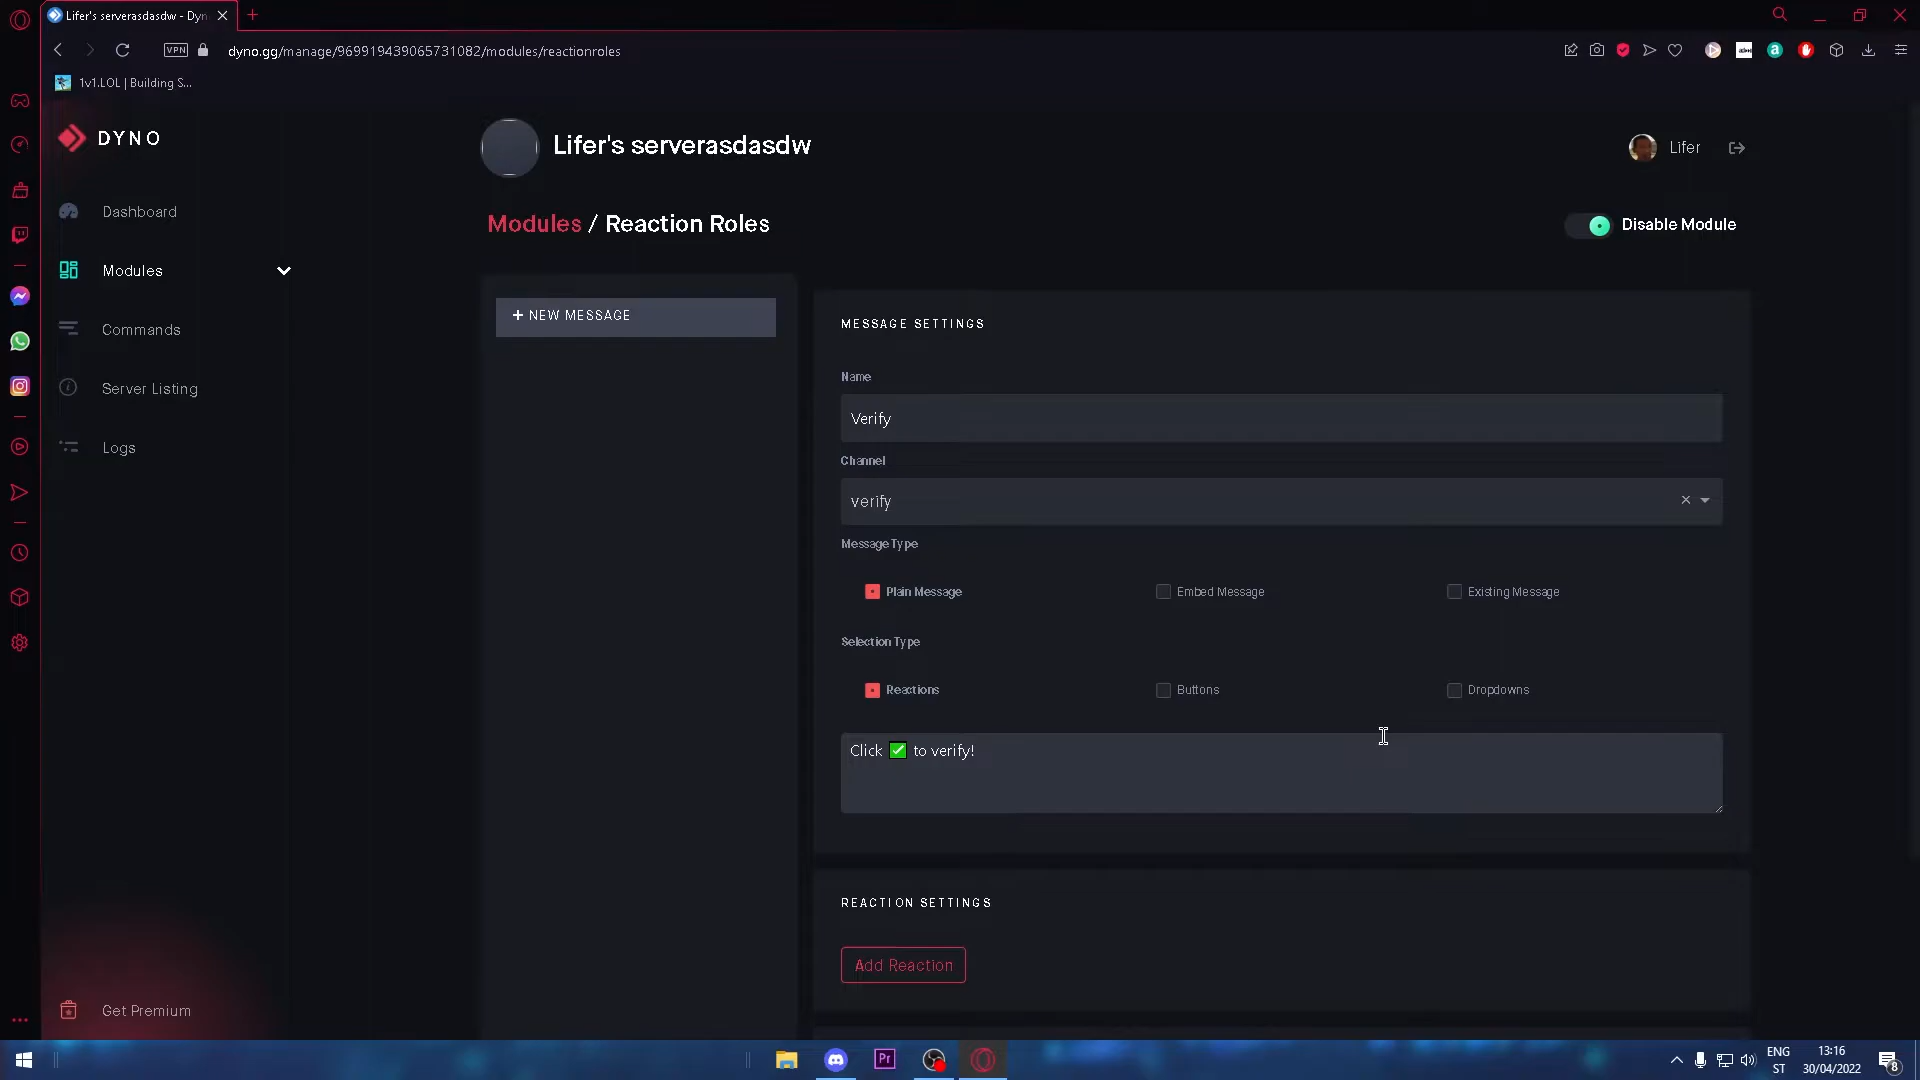 Lifer's serverasdasdw - Dyn
VPN
dyno.gg/manage/969919439065731082/modules/reactionroles
1v1.LOL | Building S...
DYNO
Lifer's serverasdasdw
Lifer
Dashboard
Modules / Reaction Roles
Disable Module
Modules
+ NEW MESSAGE
MESSAGE SETTINGS
Commands
Name
Server Listing
Verify
Logs
Channel
verify
Message Type
Plain Message
Embed Message
Existing Message
Selection Type
Reactions
Buttons
Dropdowns
Click ✅ to verify!
REACTION SETTINGS
Add Reaction
Get Premium
Pr
ENG
ST
13:16
30/04/2022
8